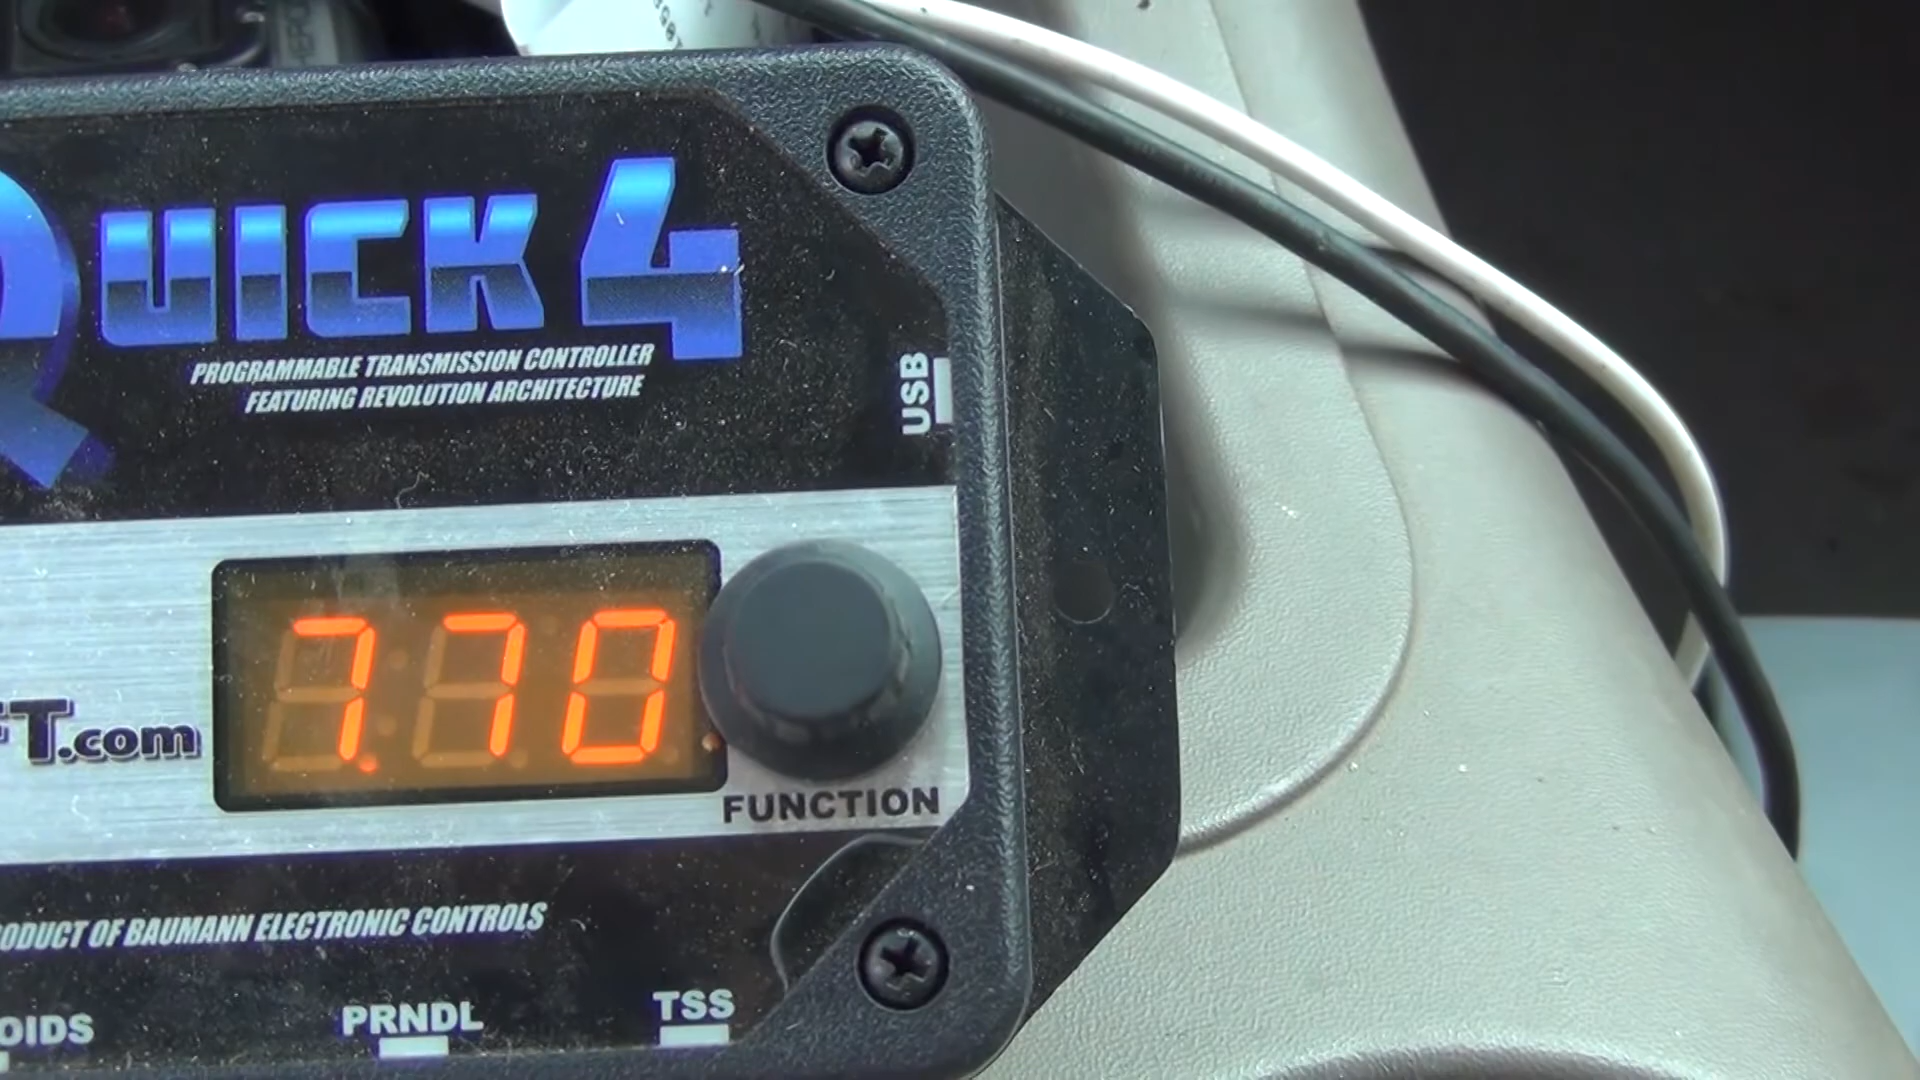 QUICK 4
PROGRAMMABLE TRANSMISSION CONTROLLER
FEATURING REVOLUTION ARCHITECTURE
USB
7.70
FT.com
FUNCTION
ODUCT OF BAUMANN ELECTRONIC CONTROLS
OIDS
PRNDL
TSS